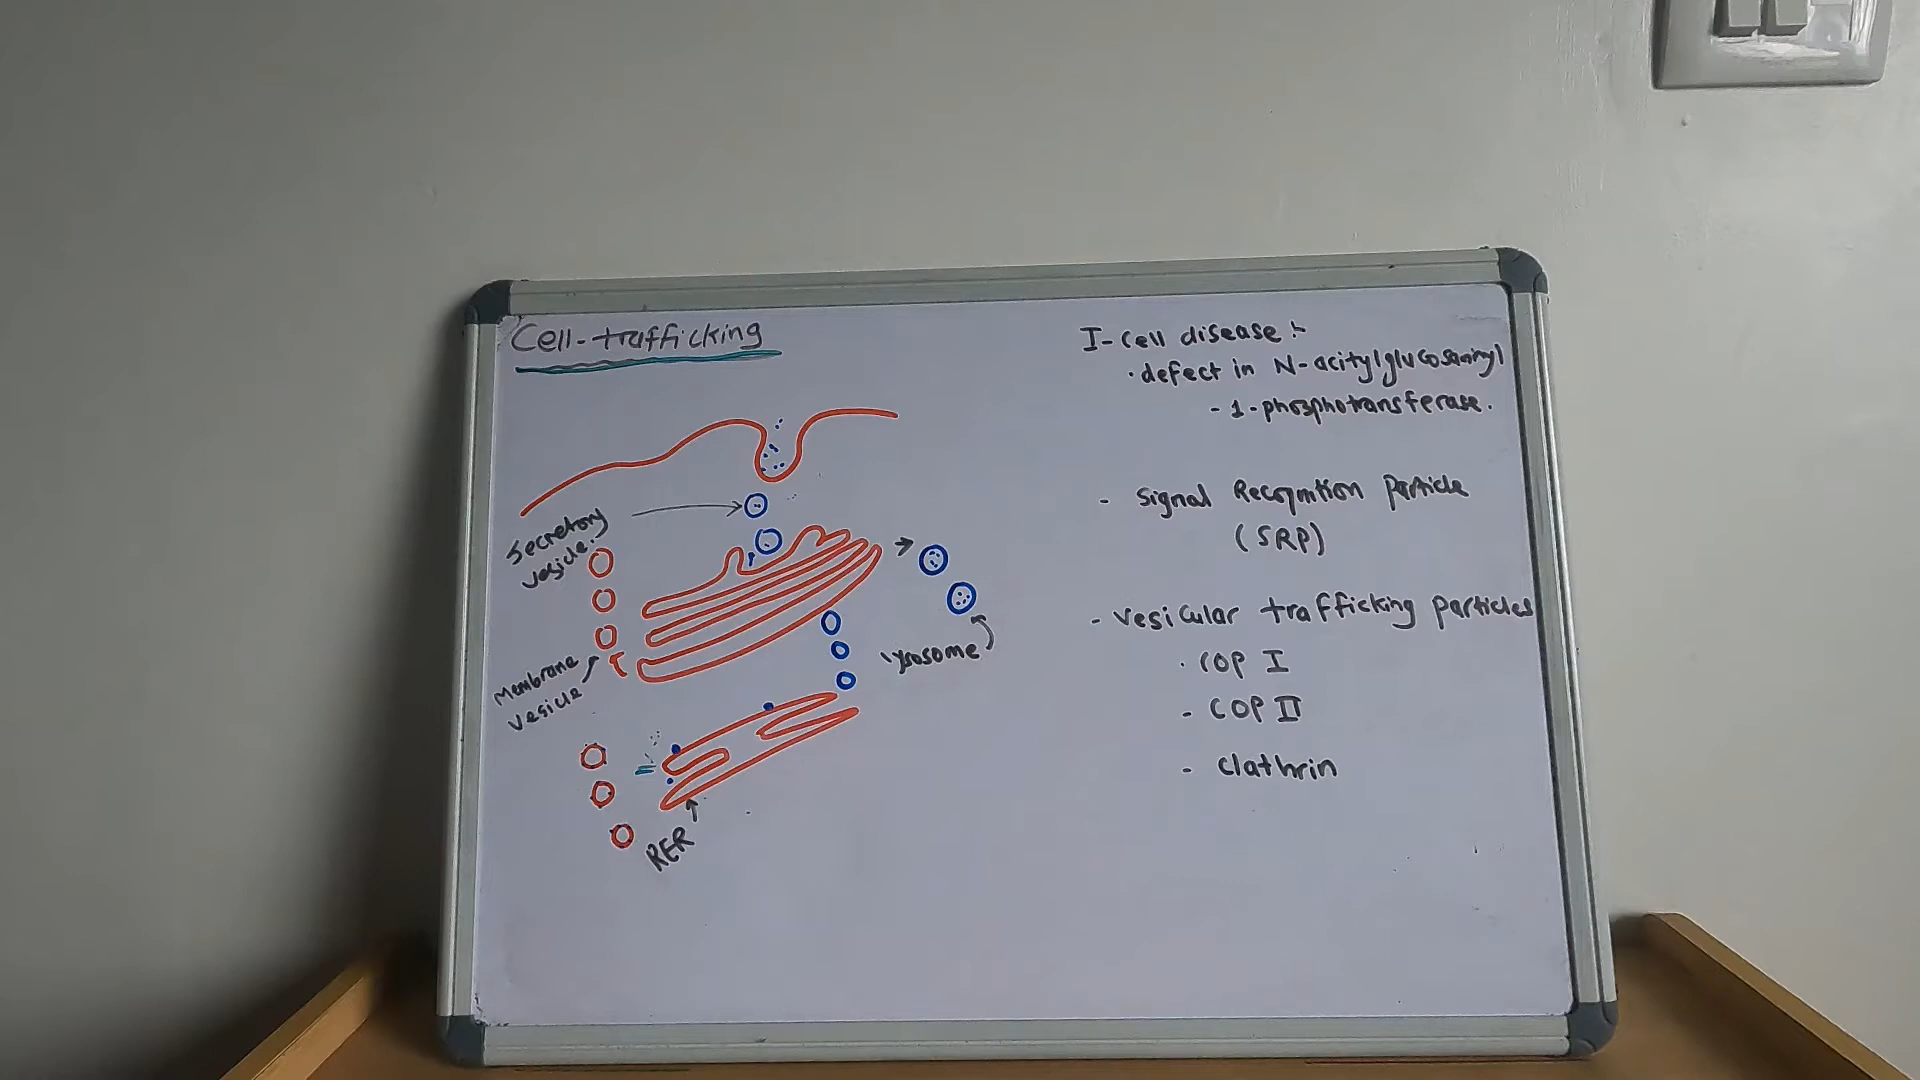 Cell-trafficking
Secretory
vesicle.
Membrane
vesicle
RER
lysosome
I-cell disease :-
· defect in N-acitylglucosaminyl
- 1-phosphotransferase.
- Signal Recognition Particle
(SRP)
- Vesicular trafficking particles
· COP I
- COP II
- Clathrin